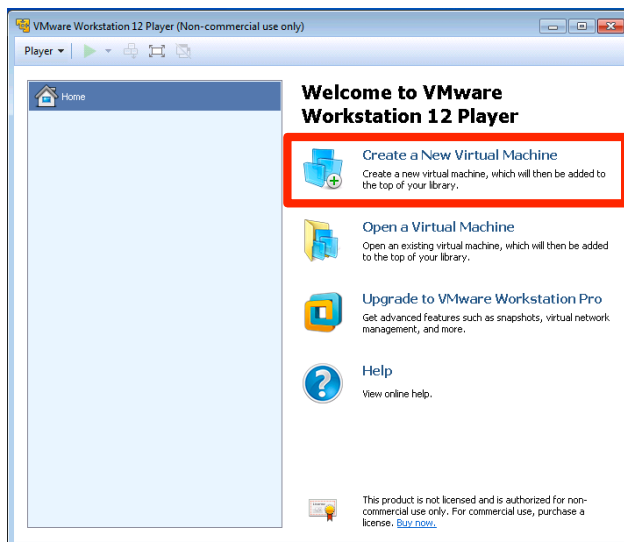 VMware Workstation 12 Player (Non-commercial use only)
Player
Home
Welcome to VMware
Workstation 12 Player
Create a New Virtual Machine
Create a new virtual machine, which will then be added to
the top of your library.
Open a Virtual Machine
Open an existing virtual machine, which will then be added
to the top of your library.
Upgrade to VMware Workstation Pro
Get advanced features such as snapshots, virtual network
management, and more.
Help
View online help.
This product is not licensed and is authorized for non-
commercial use only. For commercial use, purchase a
license. Buy now.